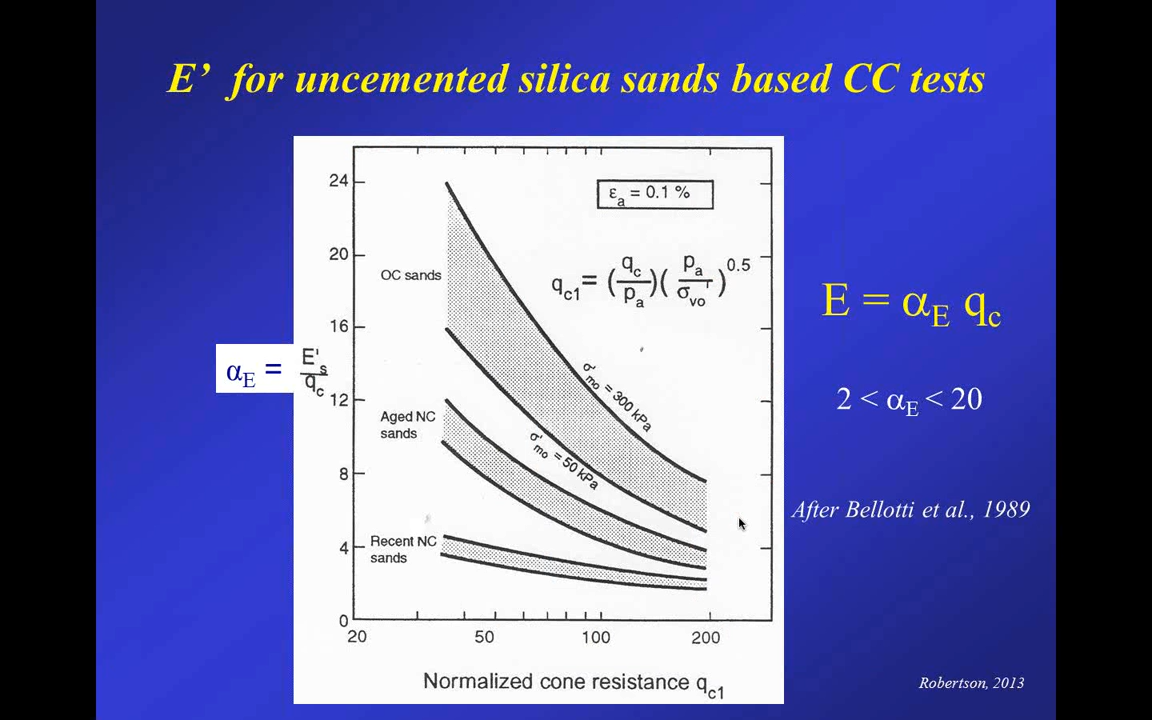 E’ for uncemented silica sands based CC tests
24
20
16
12
8
4
0
20
50
100
200
εa = 0.1 %
qc1 = (qc/pa)(pa/σvo')^0.5
OC sands
σ'mo = 300 kPa
σ'mo = 50 kPa
αE = E's/qc
Aged NC
sands
Recent NC
sands
Normalized cone resistance qc1
E = αE qc
2 < αE < 20
After Bellotti et al., 1989
Robertson, 2013